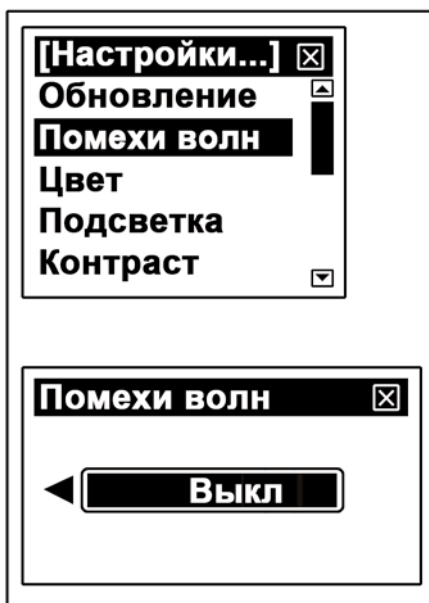 [Настройки...]
Обновление
Помехи волн
Цвет
Подсветка
Контраст
Помехи волн
Выкл